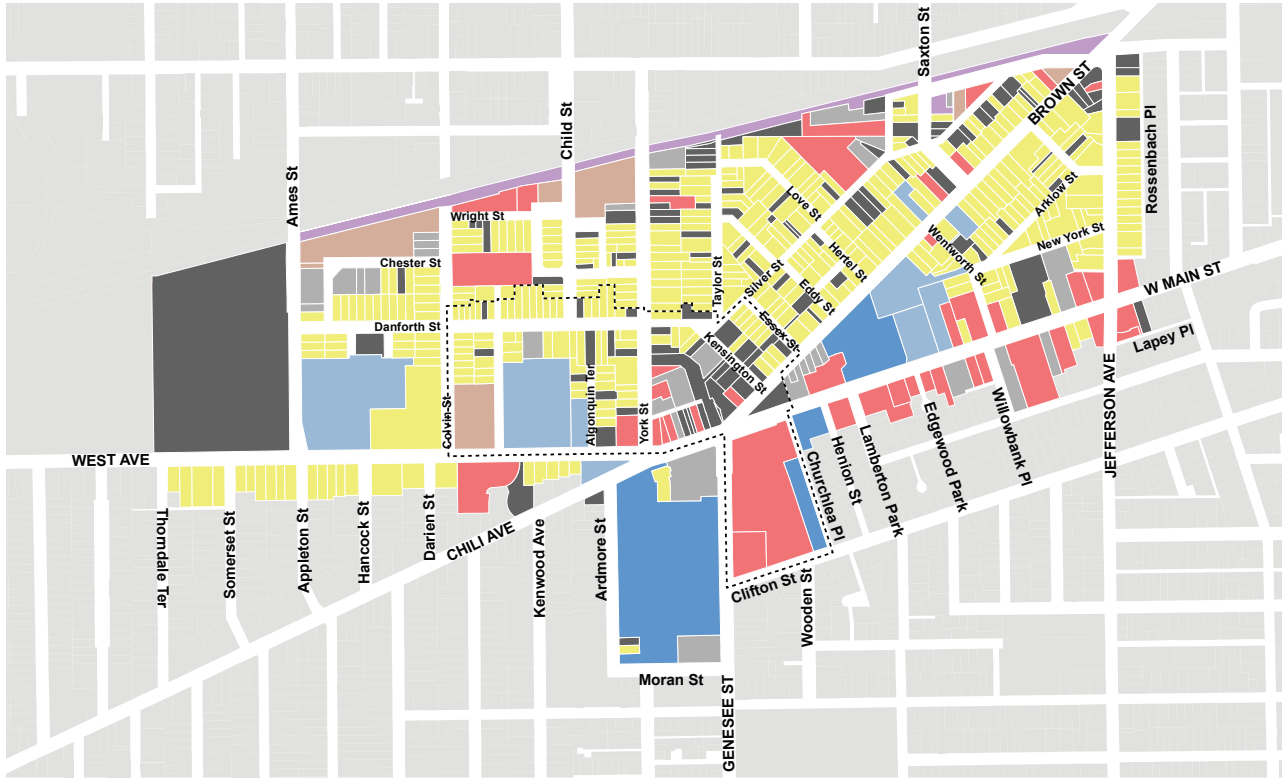 Saxton St
Child St
BROWN ST
Ames St
Rossenbach Pl
Love St
Arklow St
Wright St
Wentworth St
New York St
Hertel St
Chester St
Taylor St
Silver St
Eddy St
W MAIN ST
Danforth St
Essex St
Kensington St
Lapey Pl
Colvin St
Algonquin Ter
York St
JEFFERSON AVE
Willowbank Pl
Edgewood Park
Lamberton Park
Henion St
Churchlea Pl
WEST AVE
Thorndale Ter
Somerset St
Appleton St
Hancock St
Darien St
CHILI AVE
Kenwood Ave
Ardmore St
Clifton St
Wooden St
Moran St
GENESEE ST